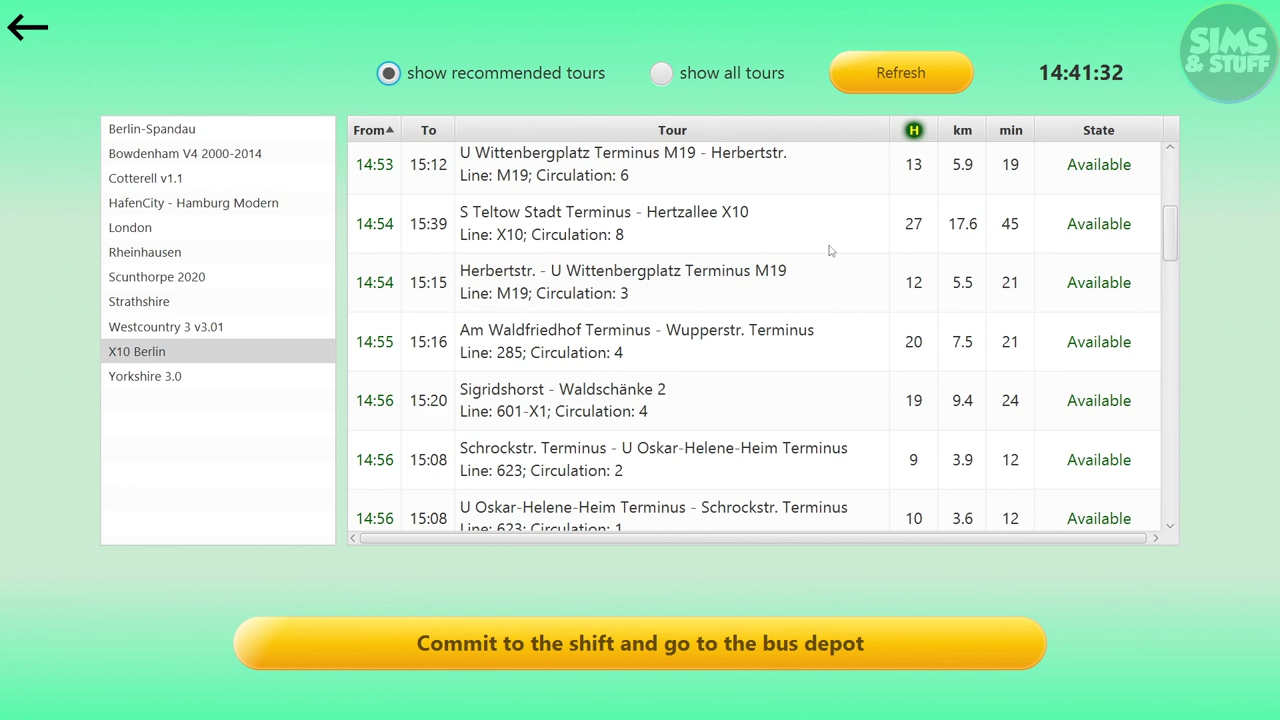 SIMS
& STUFF
show recommended tours
show all tours
Refresh
14:41:32
Berlin-Spandau
Bowdenham V4 2000-2014
Cotterell v1.1
HafenCity - Hamburg Modern
London
Rheinhausen
Scunthorpe 2020
Strathshire
Westcountry 3 v3.01
X10 Berlin
Yorkshire 3.0
From To Tour H km min State
14:53 15:12 U Wittenbergplatz Terminus M19 - Herbertstr. 13 5.9 19 Available
Line: M19; Circulation: 6
14:54 15:39 S Teltow Stadt Terminus - Hertzallee X10 27 17.6 45 Available
Line: X10; Circulation: 8
14:54 15:15 Herbertstr. - U Wittenbergplatz Terminus M19 12 5.5 21 Available
Line: M19; Circulation: 3
14:55 15:16 Am Waldfriedhof Terminus - Wupperstr. Terminus 20 7.5 21 Available
Line: 285; Circulation: 4
14:56 15:20 Sigridshorst - Waldschänke 2 19 9.4 24 Available
Line: 601-X1; Circulation: 4
14:56 15:08 Schrockstr. Terminus - U Oskar-Helene-Heim Terminus 9 3.9 12 Available
Line: 623; Circulation: 2
14:56 15:08 U Oskar-Helene-Heim Terminus - Schrockstr. Terminus 10 3.6 12 Available
Line: 623; Circulation: 1
Commit to the shift and go to the bus depot